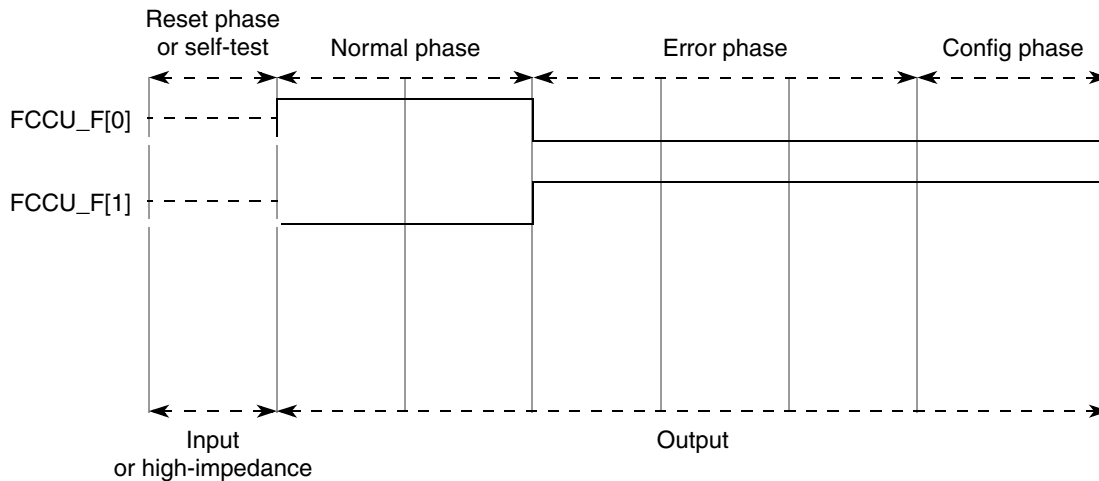 Reset phase
or self-test
Normal phase
Error phase
Config phase
FCCU_F[0]
FCCU_F[1]
Input
or high-impedance
Output